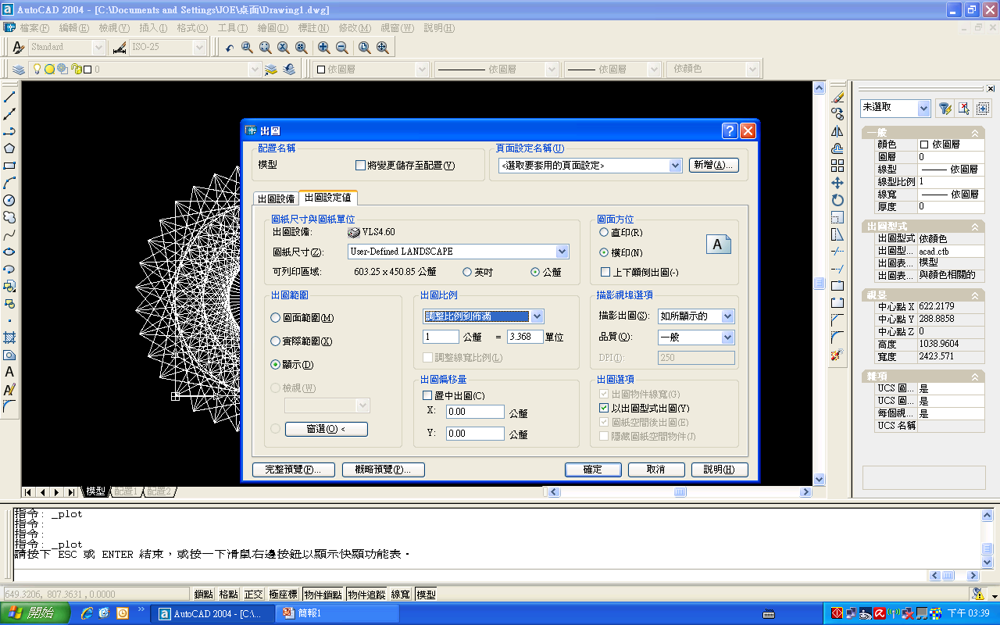 AutoCAD 2004 - [C:\Documents and Settings\JOE\桌面\Drawing1.dwg]
檔案(F) 編輯(E) 檢視(V) 插入(I) 格式(O) 工具(T) 繪圖(D) 標註(N) 修改(M) 視窗(W) 說明(H)
Standard ISO-25
0 依圖層 依圖層 依圖層 依顏色
出圖
配置名稱
模型
將變更儲存至配置(V)
頁面設定名稱(U)
<選取要套用的頁面設定>
新增(A)...
出圖設備 出圖設定值
圖紙尺寸與圖紙單位
出圖設備: VLS4.60
圖紙尺寸(Z): User-Defined LANDSCAPE
可列印區域: 603.25 x 450.85 公釐 英吋 公釐
圖面方位
直印(R)
橫印(N)
上下顛倒出圖(-)
A
出圖範圍
圖面範圍(M)
實際範圍(X)
顯示(D)
檢視(W)
窗選(O) <
出圖比例
調整比例到佈滿
1 公釐 = 3.368 單位
調整線寬比例(L)
出圖偏移量
置中出圖(C)
X: 0.00 公釐
Y: 0.00 公釐
描影視埠選項
描影出圖(S): 如所顯示的
品質(Q): 一般
DPI(I): 250
出圖選項
出圖物件線寬(G)
以出圖型式出圖(Y)
圖紙空間後出圖(E)
隱藏圖紙空間物件(J)
完整預覽(F)... 概略預覽(P)... 確定 取消 說明(H)
未選取
一般
顏色 依圖層
圖層 0
線型 依圖層
線型比例 1
線寬 依圖層
厚度 0
出圖型式
出圖型式 依顏色
出圖型... acad.ctb
出圖表... 模型
出圖表... 與顏色相關的
視景
中心點 X 622.2179
中心點 Y 288.8858
中心點 Z 0
高度 1038.9604
寬度 2423.571
雜項
UCS 圖... 是
UCS 圖... 是
每個視... 是
UCS 名稱
模型 配置1 配置2
指令: _plot
指令:
指令:
指令: _plot
請按下 ESC 或 ENTER 結束，或按一下滑鼠右邊按鈕以顯示快顯功能表。
649.3206, 807.3631 , 0.0000 鎖點 格點 正交 極座標 物件鎖點 物件追蹤 線寬 模型
開始 AutoCAD 2004 - [C:\... 簡報1 下午 03:39